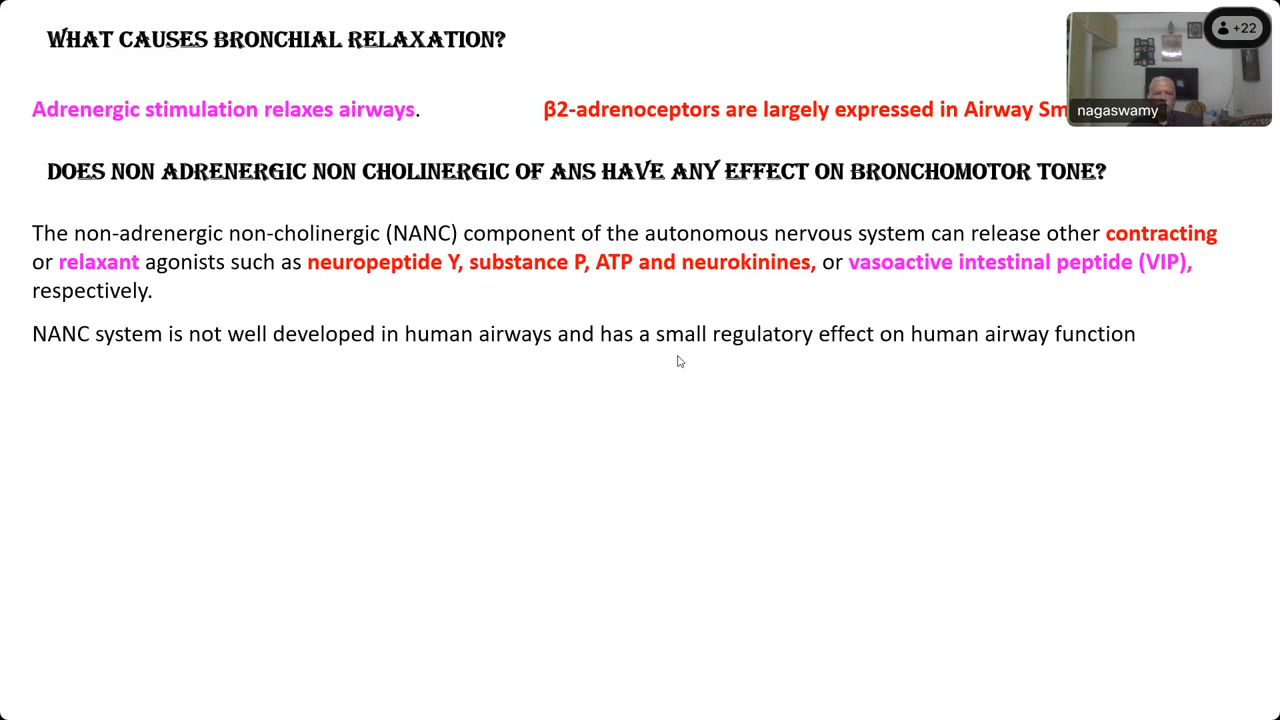 WHAT CAUSES BRONCHIAL RELAXATION?
+22
nagaswamy
Adrenergic stimulation relaxes airways. β2-adrenoceptors are largely expressed in Airway
DOES NON ADRENERGIC NON CHOLINERGIC OF ANS HAVE ANY EFFECT ON BRONCHOMOTOR TONE?
The non-adrenergic non-cholinergic (NANC) component of the autonomous nervous system can release other contracting
or relaxant agonists such as neuropeptide Y, substance P, ATP and neurokinines, or vasoactive intestinal peptide (VIP),
respectively.
NANC system is not well developed in human airways and has a small regulatory effect on human airway function